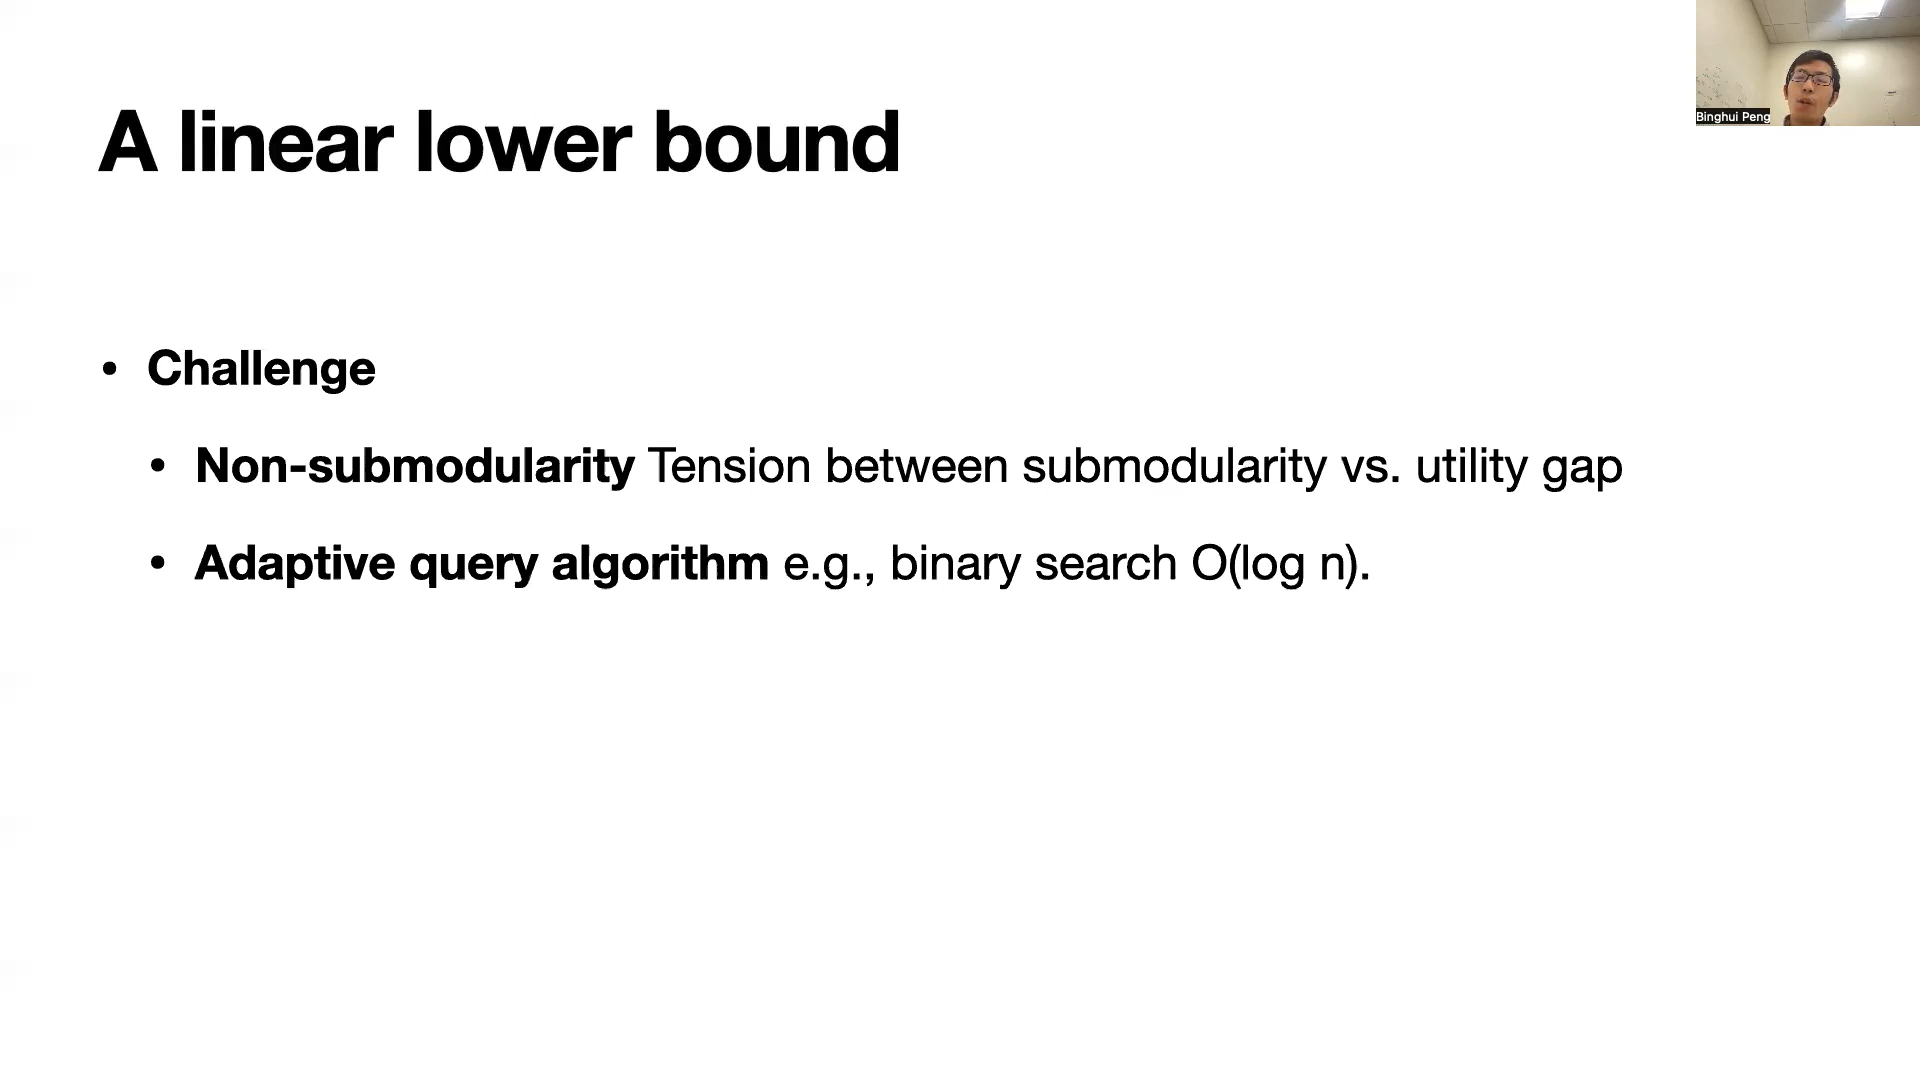 Binghui Peng
A linear lower bound
• Challenge
• Non-submodularity Tension between submodularity vs. utility gap
• Adaptive query algorithm e.g., binary search O(log n).